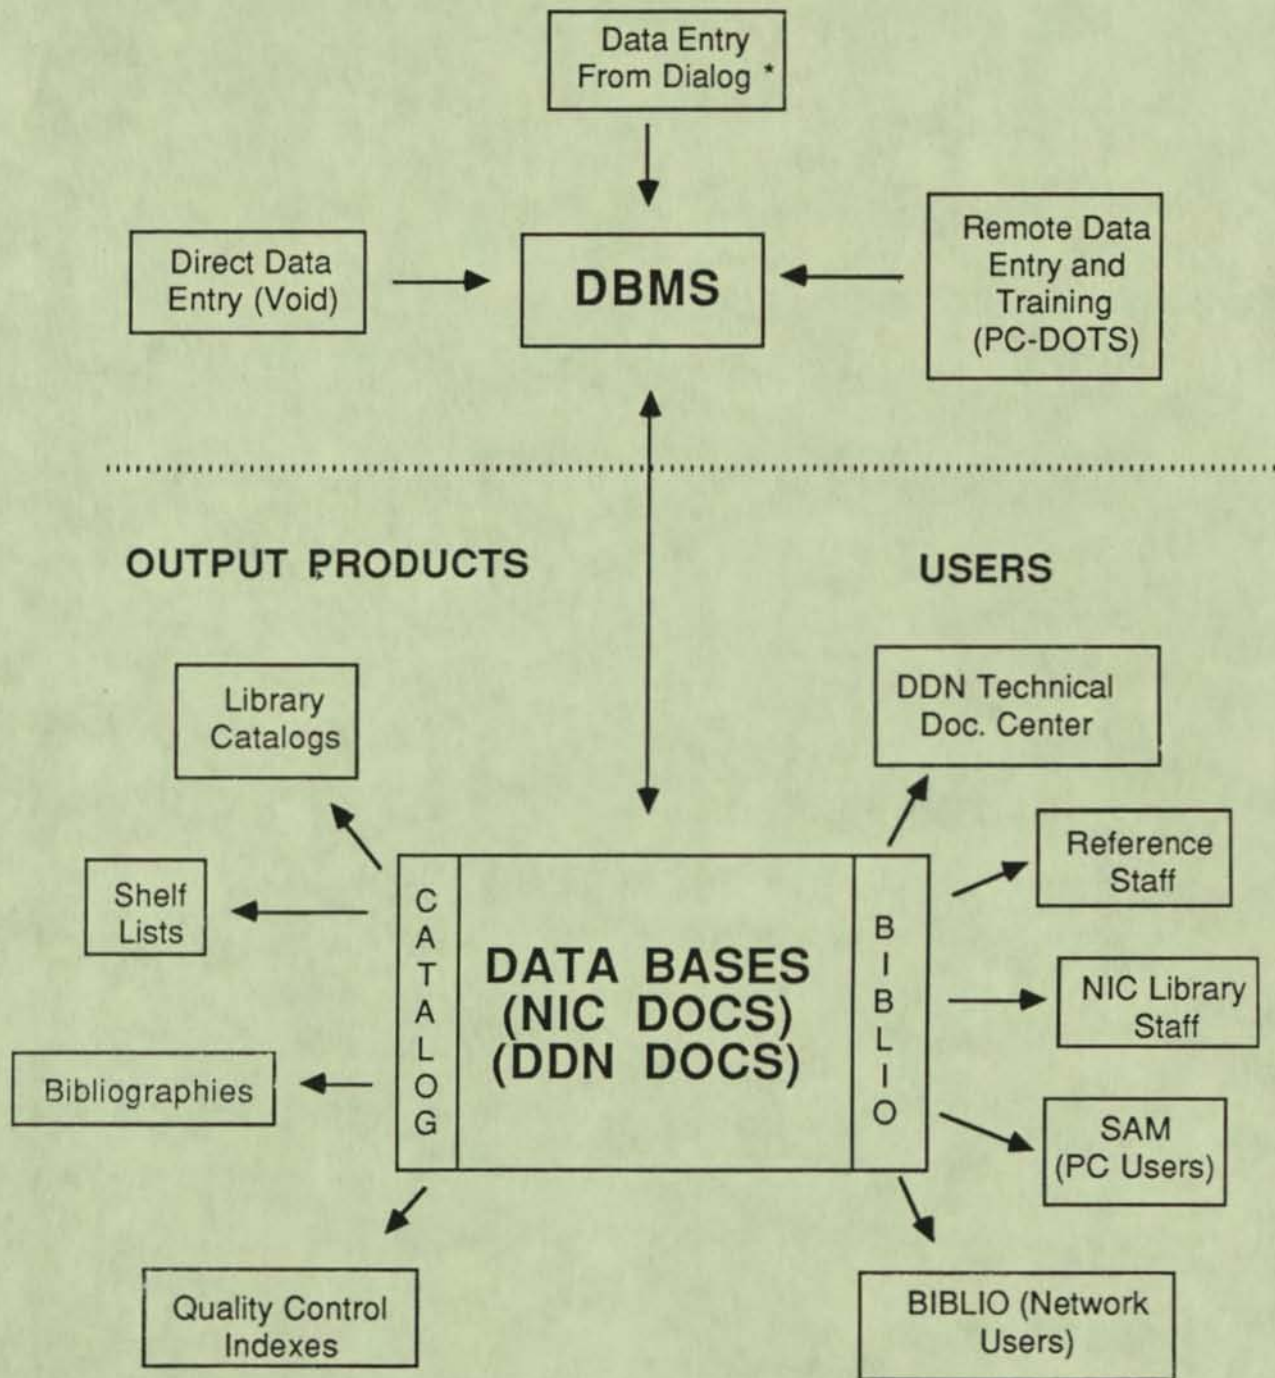 Data Entry
From Dialog *
Direct Data
Entry (Void)
DBMS
Remote Data
Entry and
Training
(PC-DOTS)
OUTPUT PRODUCTS
USERS
Library
Catalogs
DDN Technical
Doc. Center
Shelf
Lists
Reference
Staff
CATALOG
DATA BASES
(NIC DOCS)
(DDN DOCS)
BIBLIO
NIC Library
Staff
Bibliographies
SAM
(PC Users)
Quality Control
Indexes
BIBLIO (Network
Users)